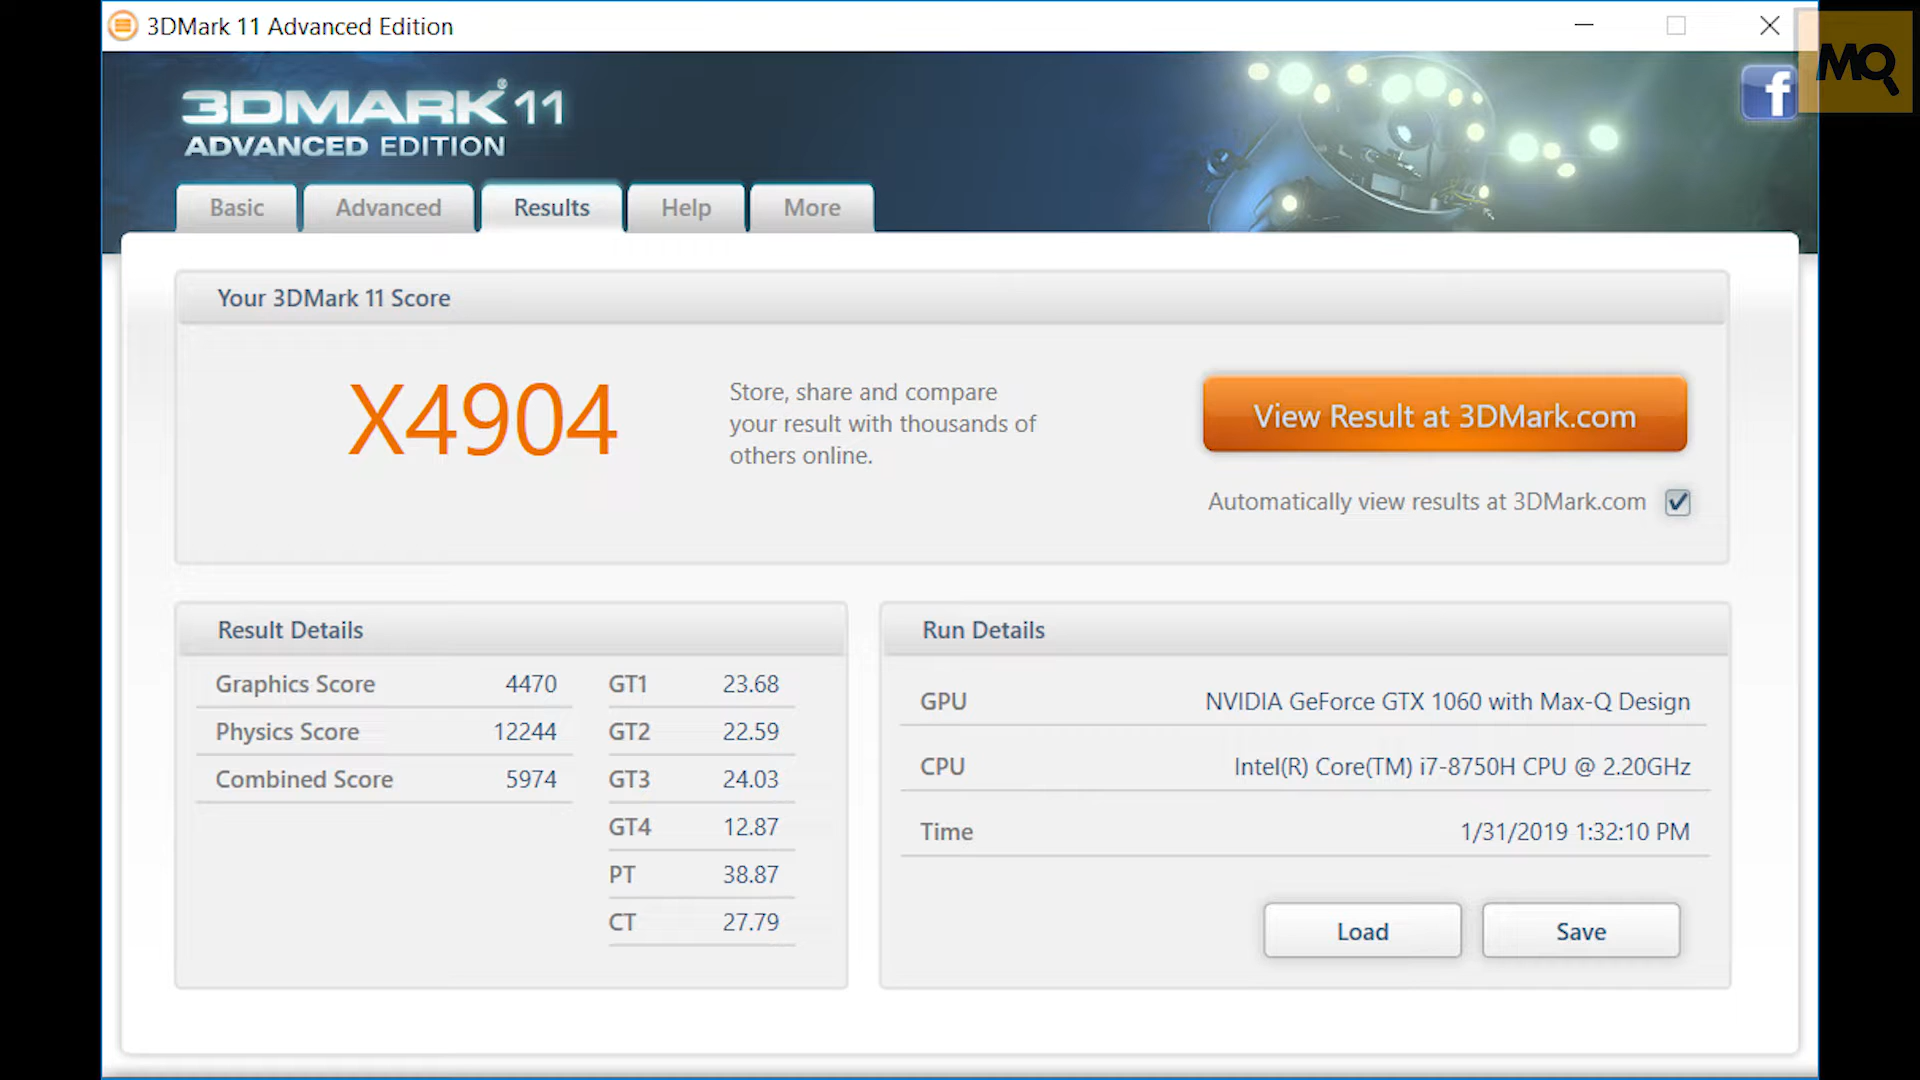 3DMark 11 Advanced Edition
MQ
3DMARK® 11
ADVANCED EDITION
f
Basic Advanced Results Help More
Your 3DMark 11 Score
X4904
Store, share and compare
your result with thousands of
others online.
View Result at 3DMark.com
Automatically view results at 3DMark.com
Result Details
Graphics Score 4470
Physics Score 12244
Combined Score 5974
GT1 23.68
GT2 22.59
GT3 24.03
GT4 12.87
PT 38.87
CT 27.79
Run Details
GPU NVIDIA GeForce GTX 1060 with Max-Q Design
CPU Intel(R) Core(TM) i7-8750H CPU @ 2.20GHz
Time 1/31/2019 1:32:10 PM
Load Save